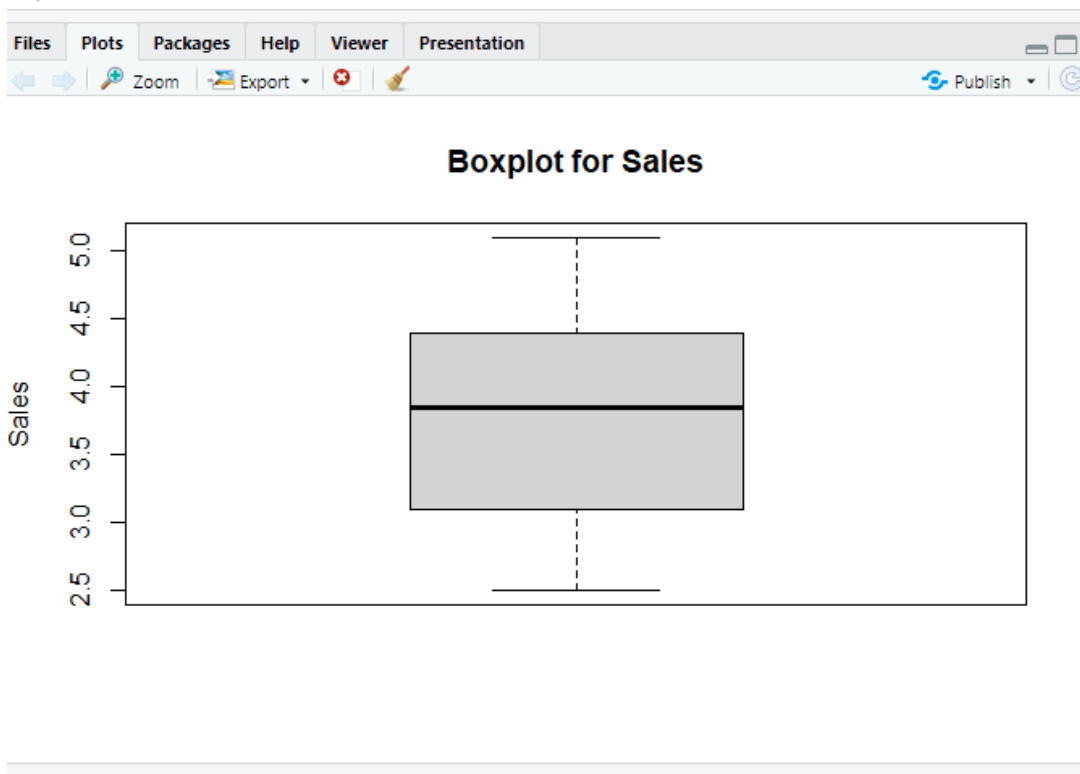 Files Plots Packages Help Viewer Presentation
Zoom Export Publish
Boxplot for Sales
Sales
5.0
4.5
4.0
3.5
3.0
2.5